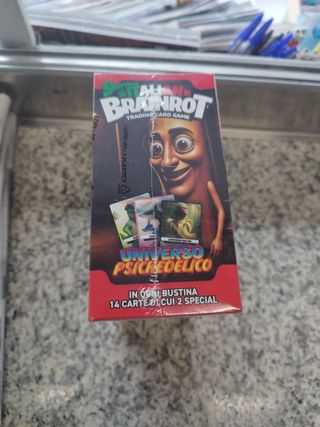 ITALIAN
BRAINROT
TRADING CARD GAME
UNIVERSO
PSICHEDELICO
IN OGNI BUSTINA
14 CARTE DI CUI 2 SPECIAL